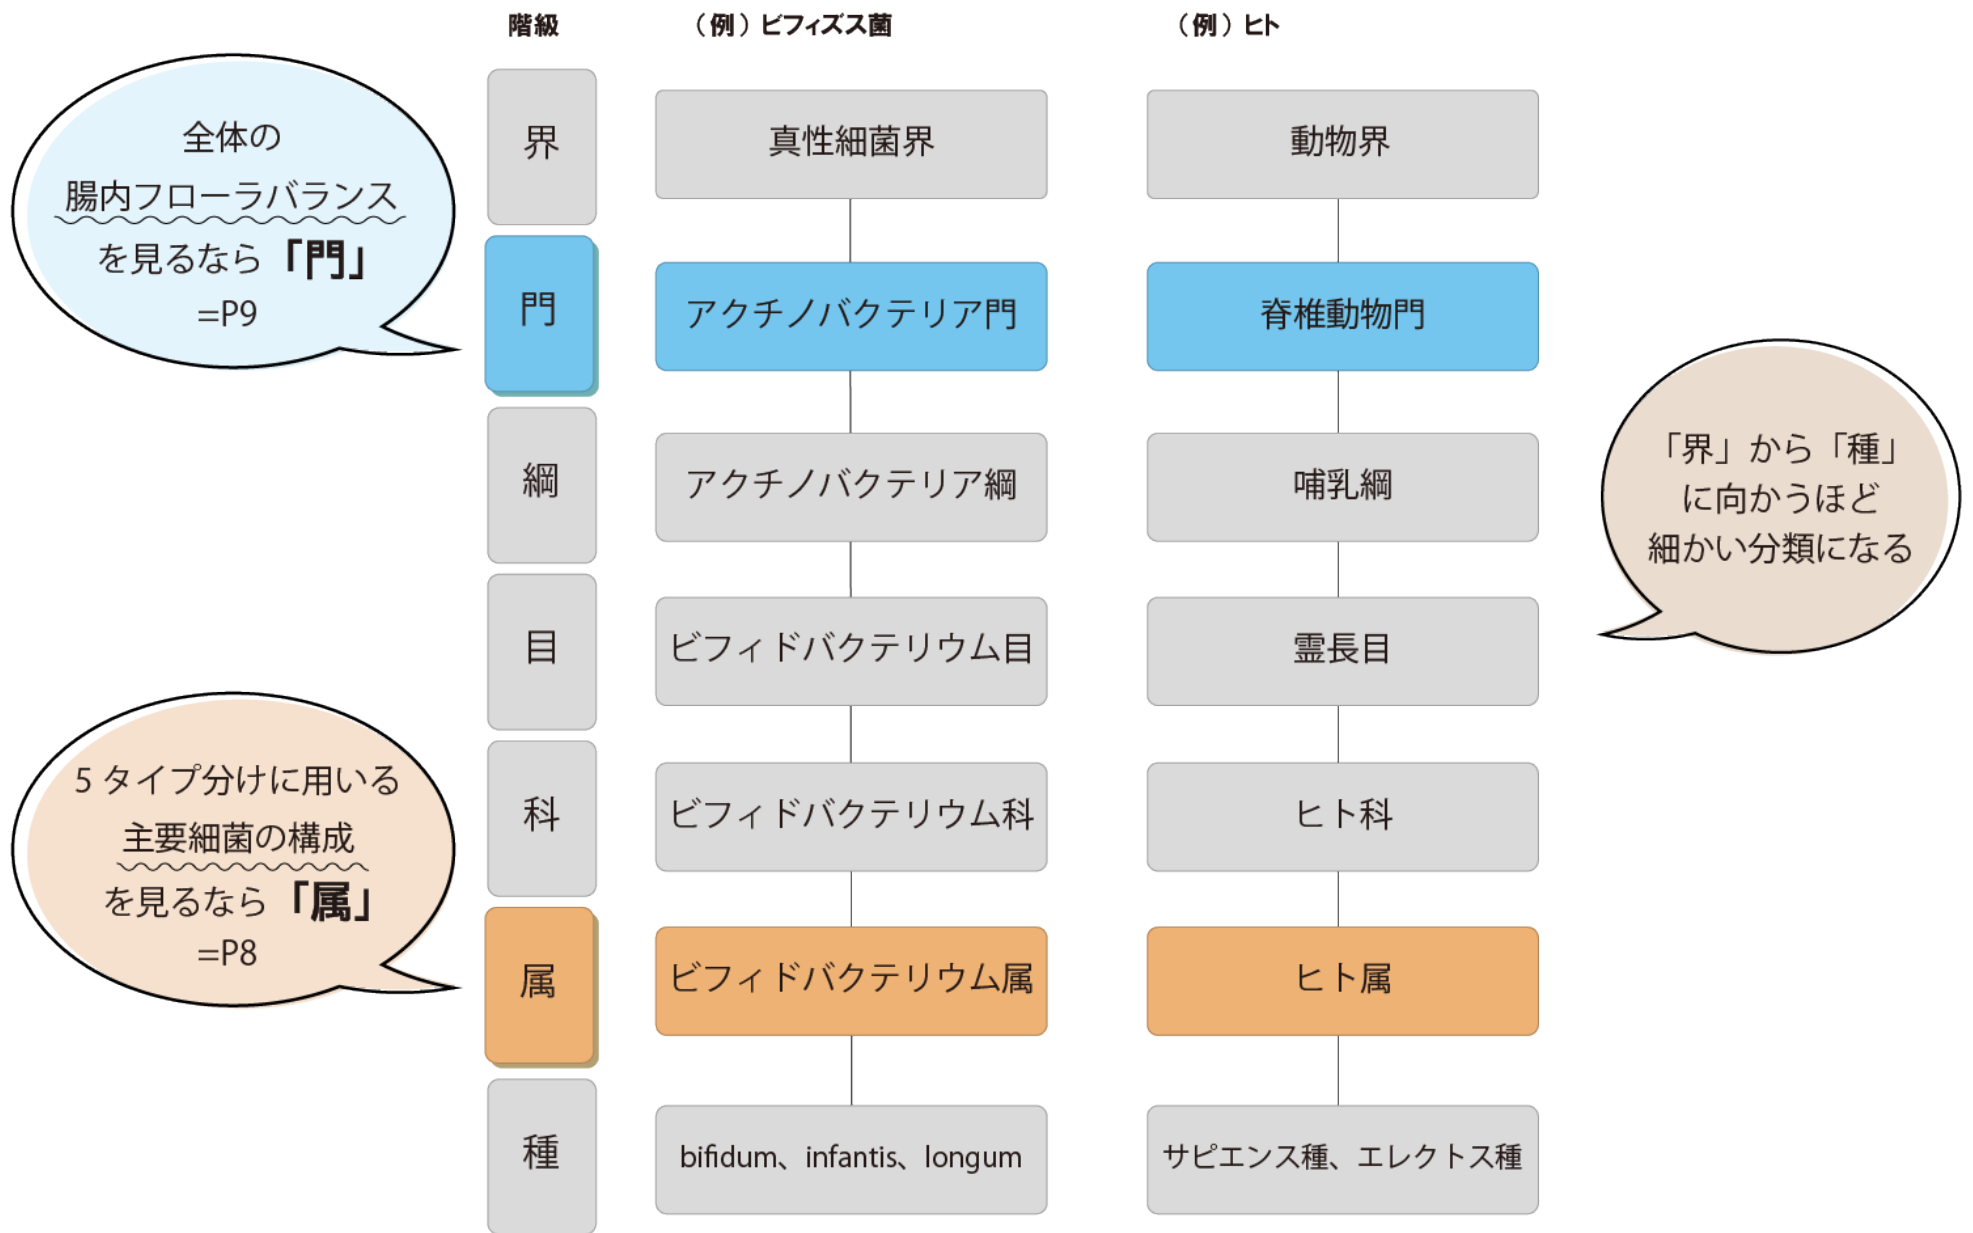 階級 （例）ビフィズス菌 （例）ヒト
全体の
腸内フローラバランス
を見るなら「門」
=P9
界 真性細菌界 動物界
門 アクチノバクテリア門 脊椎動物門
綱 アクチノバクテリア綱 哺乳綱
「界」から「種」
に向かうほど
細かい分類になる
目 ビフィドバクテリウム目 霊長目
科 ビフィドバクテリウム科 ヒト科
5 タイプ分けに用いる
主要細菌の構成
を見るなら「属」
=P8
属 ビフィドバクテリウム属 ヒト属
種 bifidum、infantis、longum サピエンス種、エレクトス種